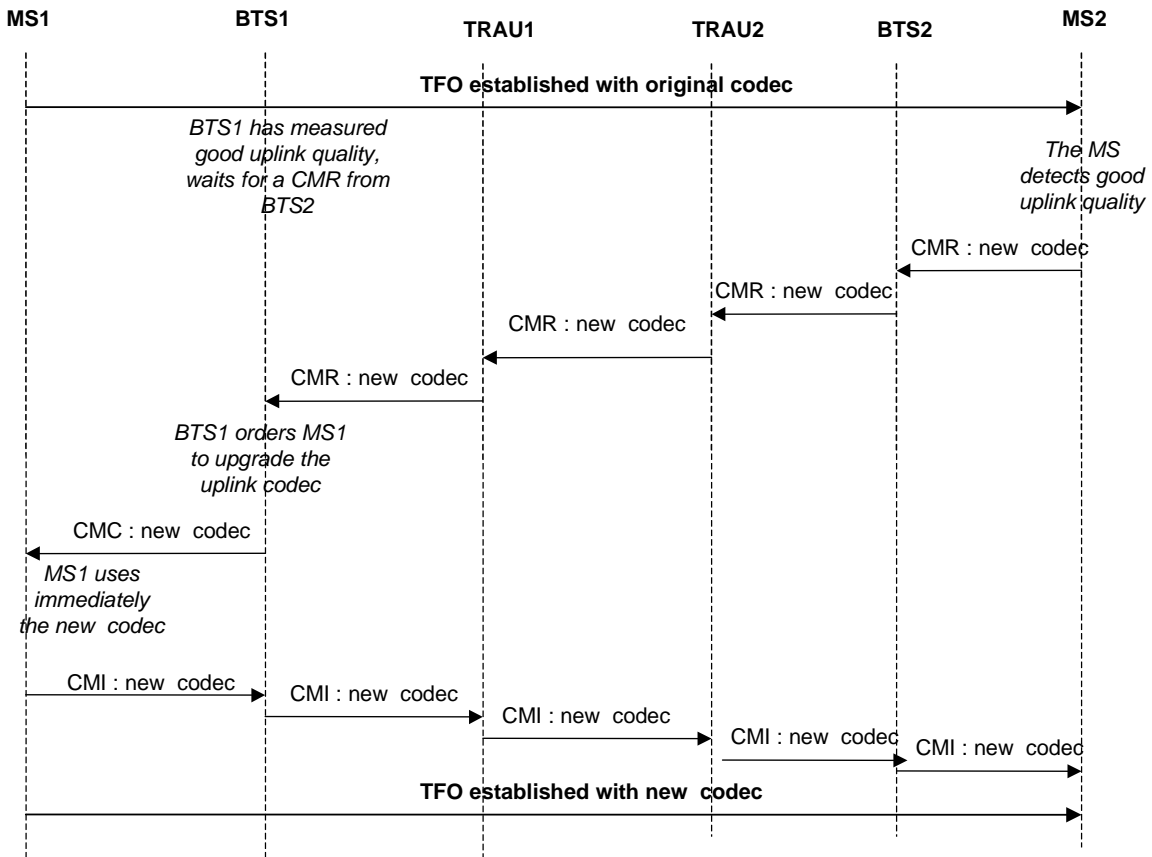 MS1
BTS1
TRAU1
TRAU2
BTS2
MS2
TFO established with original codec
BTS1 has measured
good uplink quality,
waits for a CMR from
BTS2
The MS
detects good
uplink quality
CMR : new codec
CMR : new codec
CMR : new codec
CMR : new codec
BTS1 orders MS1
to upgrade the
uplink codec
CMC : new codec
MS1 uses
immediately
the new codec
CMI : new codec
CMI : new codec
CMI : new codec
CMI : new codec
CMI : new codec
TFO established with new codec